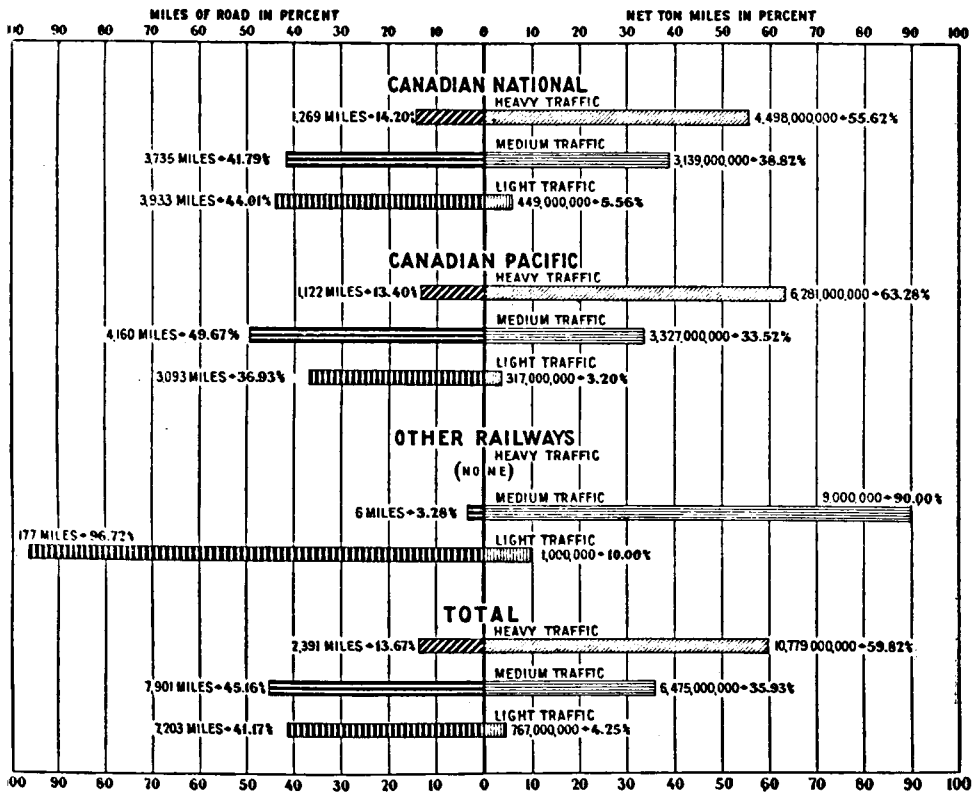 MILES OF ROAD IN PERCENT NET TON MILES IN PERCENT
100 90 80 70 60 50 40 30 20 10 0 10 20 30 40 50 60 70 80 90 100
CANADIAN NATIONAL
HEAVY TRAFFIC
1,269 MILES=14.20% 4,498,000,000=55.62%
MEDIUM TRAFFIC
3,735 MILES=41.79% 3,139,000,000=38.82%
LIGHT TRAFFIC
3,933 MILES=44.01% 449,000,000=5.56%
CANADIAN PACIFIC
HEAVY TRAFFIC
1,122 MILES=13.40% 6,281,000,000=63.28%
MEDIUM TRAFFIC
4,160 MILES=49.67% 3,327,000,000=33.52%
LIGHT TRAFFIC
3,093 MILES=36.93% 317,000,000=3.20%
OTHER RAILWAYS
HEAVY TRAFFIC
(NONE)
MEDIUM TRAFFIC
9,000,000=90.00%
6 MILES=3.28%
177 MILES=96.72%
LIGHT TRAFFIC
1,000,000=10.00%
TOTAL
HEAVY TRAFFIC
2,391 MILES=13.67% 10,779,000,000=59.82%
MEDIUM TRAFFIC
7,901 MILES=45.16% 6,475,000,000=35.93%
LIGHT TRAFFIC
7,203 MILES=41.17% 767,000,000=4.25%
100 90 80 70 60 50 40 30 20 10 0 10 20 30 40 50 60 70 80 90 100